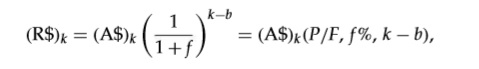 (R$)k = (A$)k (1/(1+f))^(k–b) = (A$)k(P/F, f%, k – b),